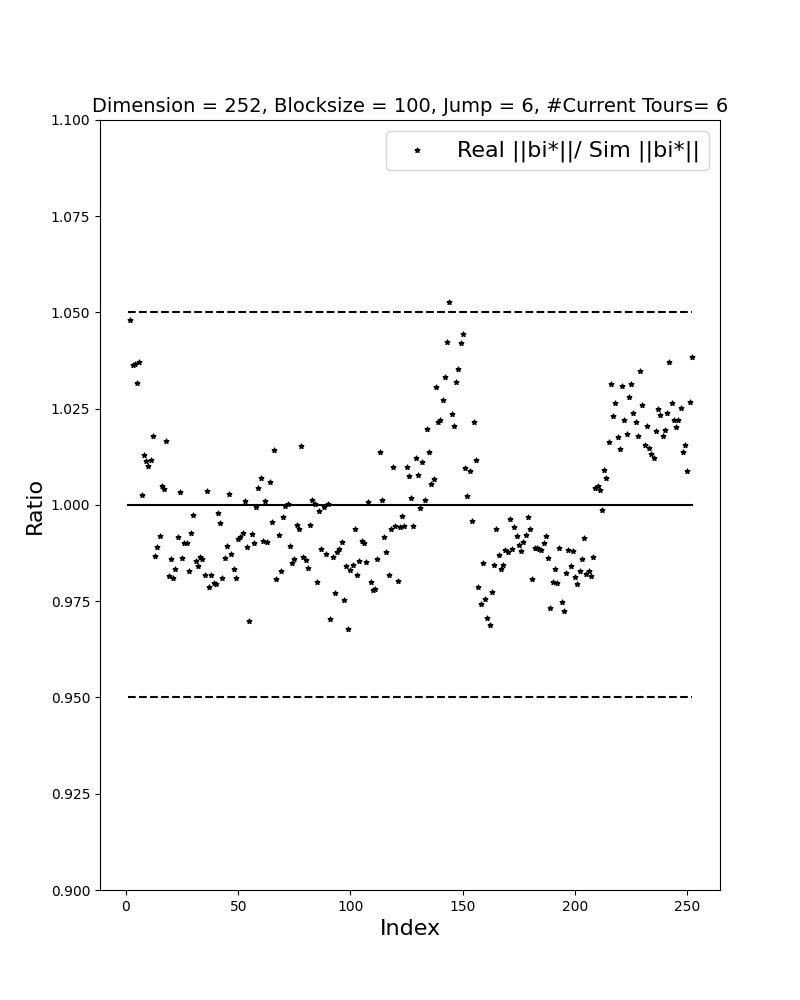 Dimension = 252, Blocksize = 100, Jump = 6, #Current Tours= 6
Real ||bi*||/ Sim ||bi*||
1.100
1.075
1.050
1.025
1.000
0.975
0.950
0.925
0.900
Ratio
0 50 100 150 200 250
Index